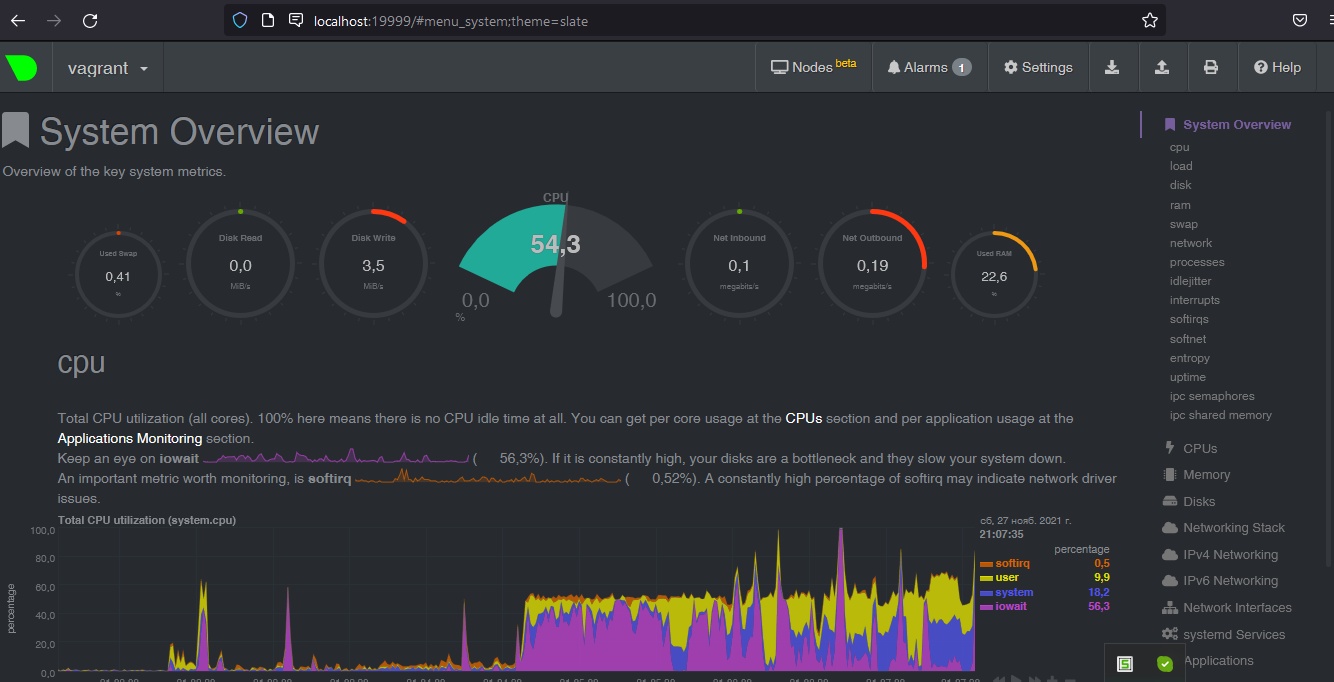 localhost:19999/#menu_system;theme=slate
vagrant
Nodes beta
Alarms 1
Settings
Help
System Overview
Overview of the key system metrics.
Used Swap
0,41
%
Disk Read
0,0
MiB/s
Disk Write
3,5
MiB/s
CPU
54,3
0,0
100,0
%
Net Inbound
0,1
megabits/s
Net Outbound
0,19
megabits/s
Used RAM
22,6
%
cpu
Total CPU utilization (all cores). 100% here means there is no CPU idle time at all. You can get per core usage at the CPUs section and per application usage at the
Applications Monitoring section.
Keep an eye on iowait ( 56,3%). If it is constantly high, your disks are a bottleneck and they slow your system down.
An important metric worth monitoring, is softirq ( 0,52%). A constantly high percentage of softirq may indicate network driver
issues.
Total CPU utilization (system.cpu)
percentage
100,0
80,0
60,0
40,0
20,0
0,0
сб, 27 нояб. 2021 г.
21:07:35
percentage
softirq 0,5
user 9,9
system 18,2
iowait 56,3
System Overview
cpu
load
disk
ram
swap
network
processes
idlejitter
interrupts
softirqs
softnet
entropy
uptime
ipc semaphores
ipc shared memory
CPUs
Memory
Disks
Networking Stack
IPv4 Networking
IPv6 Networking
Network Interfaces
systemd Services
Applications